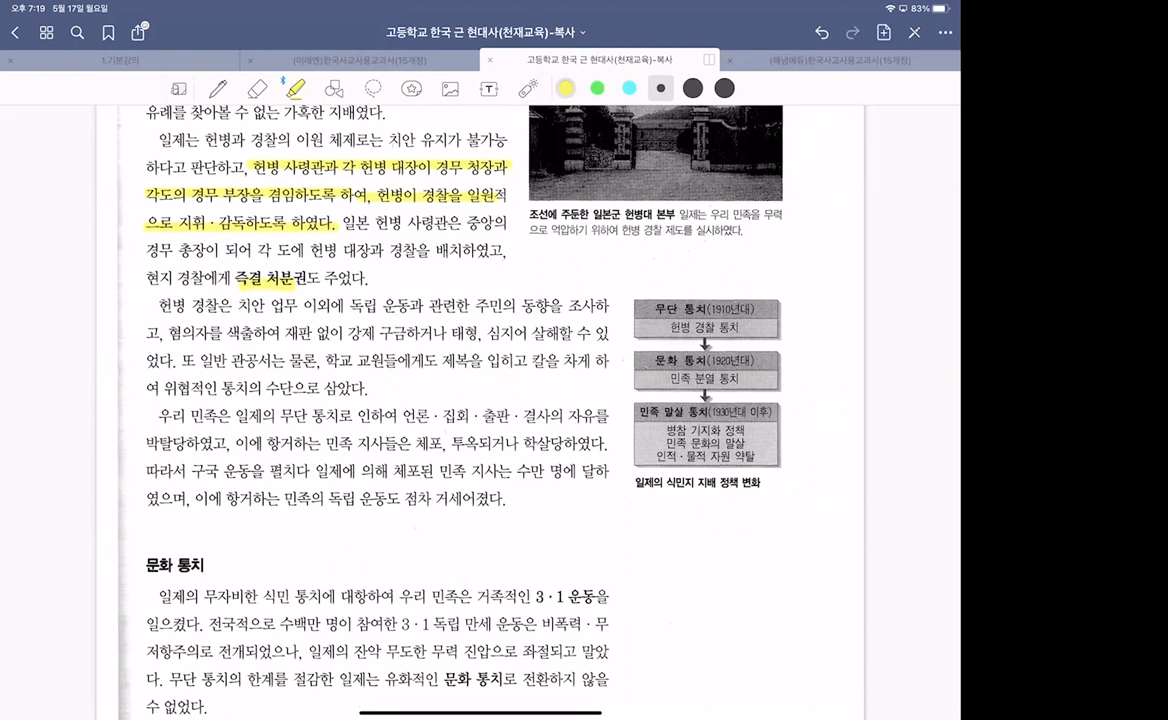 오후 7:19 5월 17일 월요일
83%
고등학교 한국 근 현대사(천재교육)-복사
1.기본강의
(미래엔)한국사교사용교과서(15개정)
고등학교 한국 근 현대사(천재교육)-복사
(해냄에듀)한국사교사용교과서(15개정)
유례를 찾아볼 수 없는 가혹한 지배였다.
일제는 헌병과 경찰의 이원 체제로는 치안 유지가 불가능
하다고 판단하고, 헌병 사령관과 각 헌병 대장이 경무 청장과
각도의 경무 부장을 겸임하도록 하여, 헌병이 경찰을 일원적
으로 지휘·감독하도록 하였다. 일본 헌병 사령관은 중앙의
경무 총장이 되어 각 도에 헌병 대장과 경찰을 배치하였고,
현지 경찰에게 즉결 처분권도 주었다.
헌병 경찰은 치안 업무 이외에 독립 운동과 관련한 주민의 동향을 조사하
고, 혐의자를 색출하여 재판 없이 강제 구금하거나 태형, 심지어 살해할 수 있
었다. 또 일반 관공서는 물론, 학교 교원들에게도 제복을 입히고 칼을 차게 하
여 위협적인 통치의 수단으로 삼았다.
우리 민족은 일제의 무단 통치로 인하여 언론·집회·출판·결사의 자유를
박탈당하였고, 이에 항거하는 민족 지사들은 체포, 투옥되거나 학살당하였다.
따라서 구국 운동을 펼치다 일제에 의해 체포된 민족 지사는 수만 명에 달하
였으며, 이에 항거하는 민족의 독립 운동도 점차 거세어졌다.
조선에 주둔한 일본군 헌병대 본부 일제는 우리 민족을 무력
으로 억압하기 위하여 헌병 경찰 제도를 실시하였다.
무단 통치(1910년대)
헌병 경찰 통치
문화 통치(1920년대)
민족 분열 통치
민족 말살 통치(1930년대 이후)
병참 기지화 정책
민족 문화의 말살
인적·물적 자원 약탈
일제의 식민지 지배 정책 변화
문화 통치
일제의 무자비한 식민 통치에 대항하여 우리 민족은 거족적인 3·1 운동을
일으켰다. 전국적으로 수백만 명이 참여한 3·1 독립 만세 운동은 비폭력·무
저항주의로 전개되었으나, 일제의 잔악 무도한 무력 진압으로 좌절되고 말았
다. 무단 통치의 한계를 절감한 일제는 유화적인 문화 통치로 전환하지 않을
수 없었다.